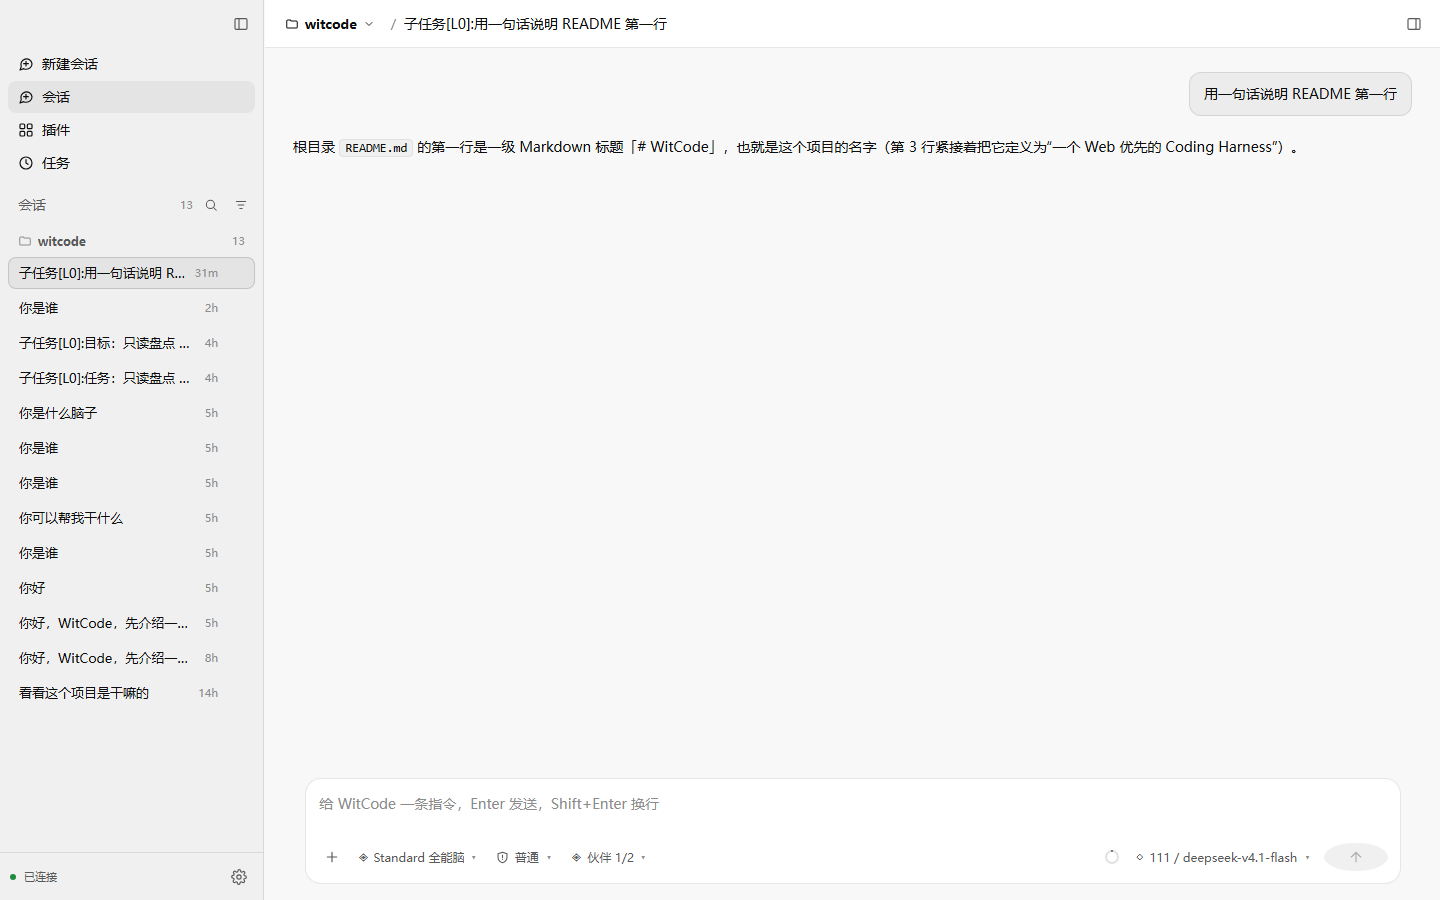 新建会话
会话
插件
任务
会话 13
witcode 13
子任务[L0]:用一句话说明 R... 31m
你是谁 2h
子任务[L0]:目标：只读盘点 ... 4h
子任务[L0]:任务：只读盘点 ... 4h
你是什么脑子 5h
你是谁 5h
你是谁 5h
你可以帮我干什么 5h
你是谁 5h
你好 5h
你好，WitCode，先介绍一... 5h
你好，WitCode，先介绍一... 8h
看看这个项目是干嘛的 14h
已连接
witcode / 子任务[L0]:用一句话说明 README 第一行
用一句话说明 README 第一行
根目录 README.md 的第一行是一级 Markdown 标题「# WitCode」，也就是这个项目的名字（第 3 行紧接着把它定义为“一个 Web 优先的 Coding Harness”）。
给 WitCode 一条指令，Enter 发送，Shift+Enter 换行
Standard 全能脑 普通 伙伴 1/2 111 / deepseek-v4.1-flash